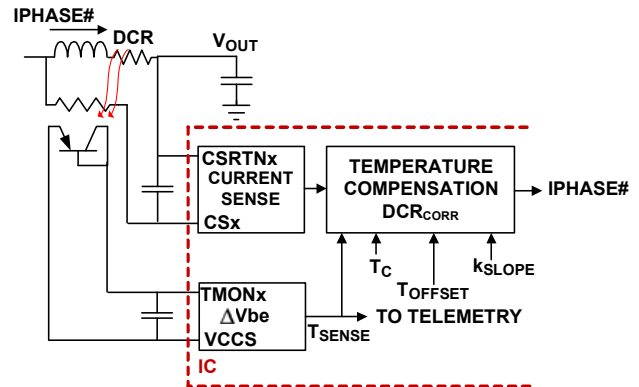 IPHASE#
DCR
VOUT
CSRTNx
CURRENT
SENSE
CSx
TEMPERATURE
COMPENSATION
DCRCORR
IPHASE#
TC
TOFFSET
kSLOPE
TMONx
ΔVbe
VCCS
TSENSE
TO TELEMETRY
IC